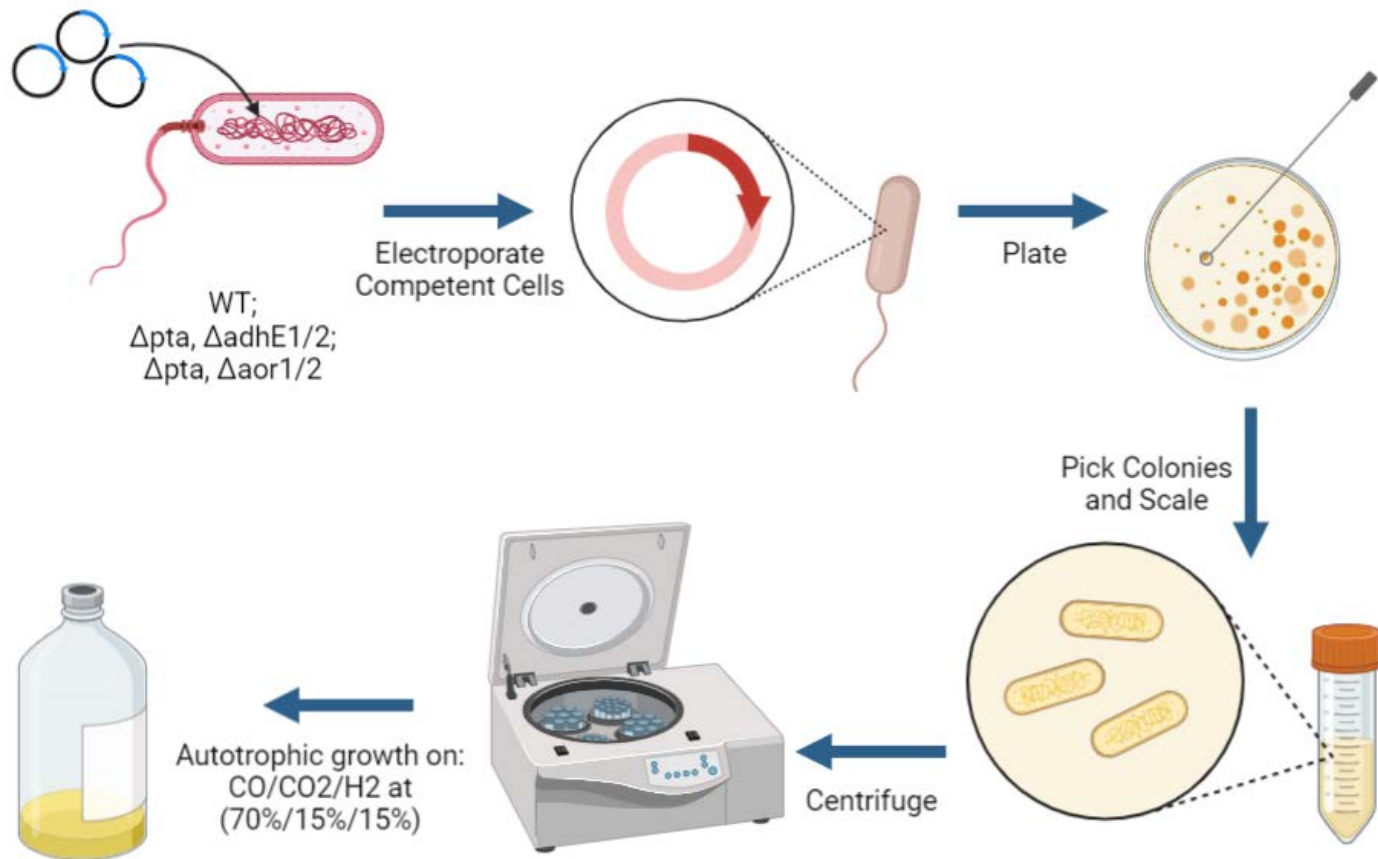 Electroporate
Competent Cells
Plate
WT;
Δpta, ΔadhE1/2;
Δpta, Δaor1/2
Pick Colonies
and Scale
Autotrophic growth on:
CO/CO2/H2 at
(70%/15%/15%)
Centrifuge